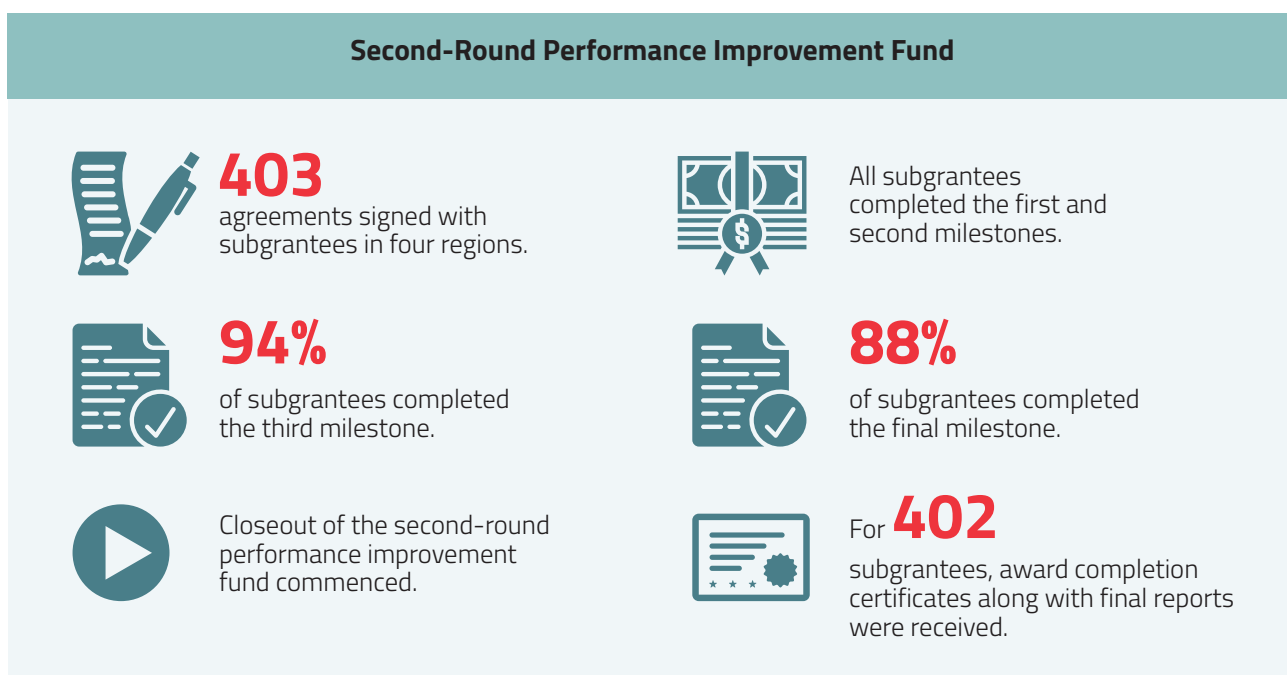 Second-Round Performance Improvement Fund
403
agreements signed with
subgrantees in four regions.
All subgrantees
completed the first and
second milestones.
94%
of subgrantees completed
the third milestone.
88%
of subgrantees completed
the final milestone.
Closeout of the second-round
performance improvement
fund commenced.
For 402
subgrantees, award completion
certificates along with final reports
were received.
$